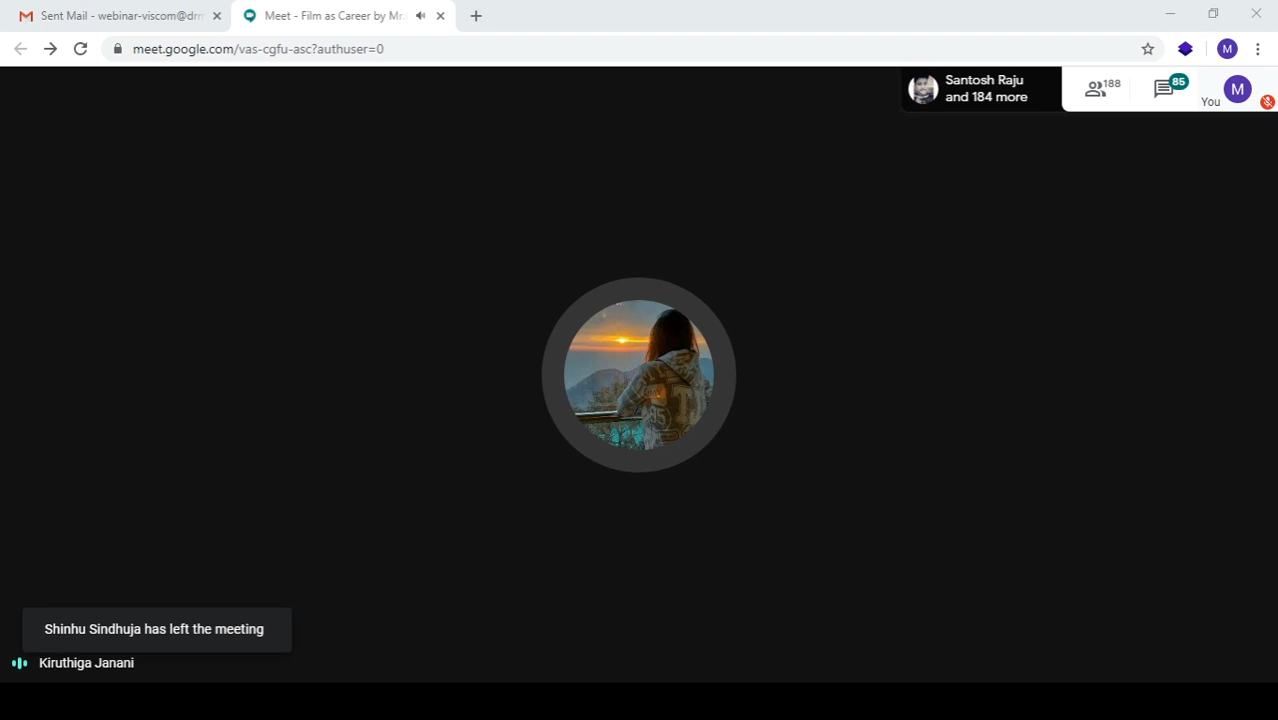 Sent Mail - webinar-viscom@drm
Meet - Film as Career by Mr.
meet.google.com/vas-cgfu-asc?authuser=0
M
Santosh Raju
and 184 more
188
85
You
M
Shinhu Sindhuja has left the meeting
Kiruthiga Janani